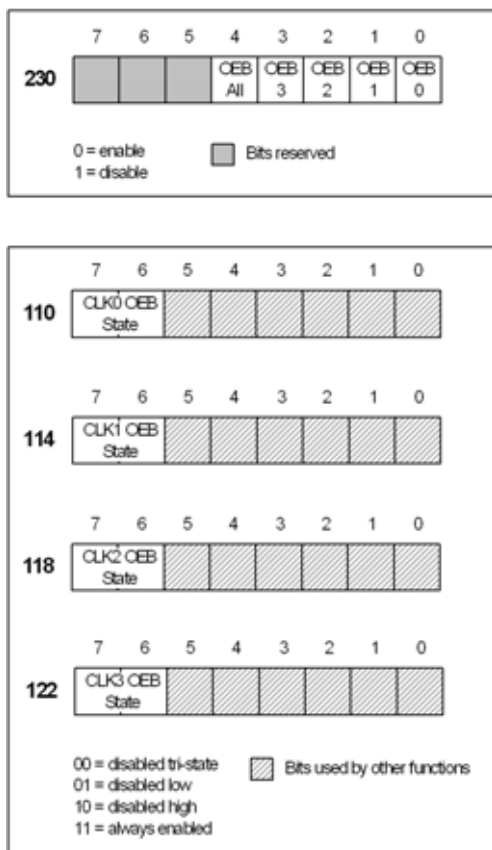 7 6 5 4 3 2 1 0
230
OEB All OEB 3 OEB 2 OEB 1 OEB 0
0 = enable
1 = disable
Bits reserved
7 6 5 4 3 2 1 0
110
CLK0 OEB
State
7 6 5 4 3 2 1 0
114
CLK1 OEB
State
7 6 5 4 3 2 1 0
118
CLK2 OEB
State
7 6 5 4 3 2 1 0
122
CLK3 OEB
State
00 = disabled tri-state
01 = disabled low
10 = disabled high
11 = always enabled
Bits used by other functions